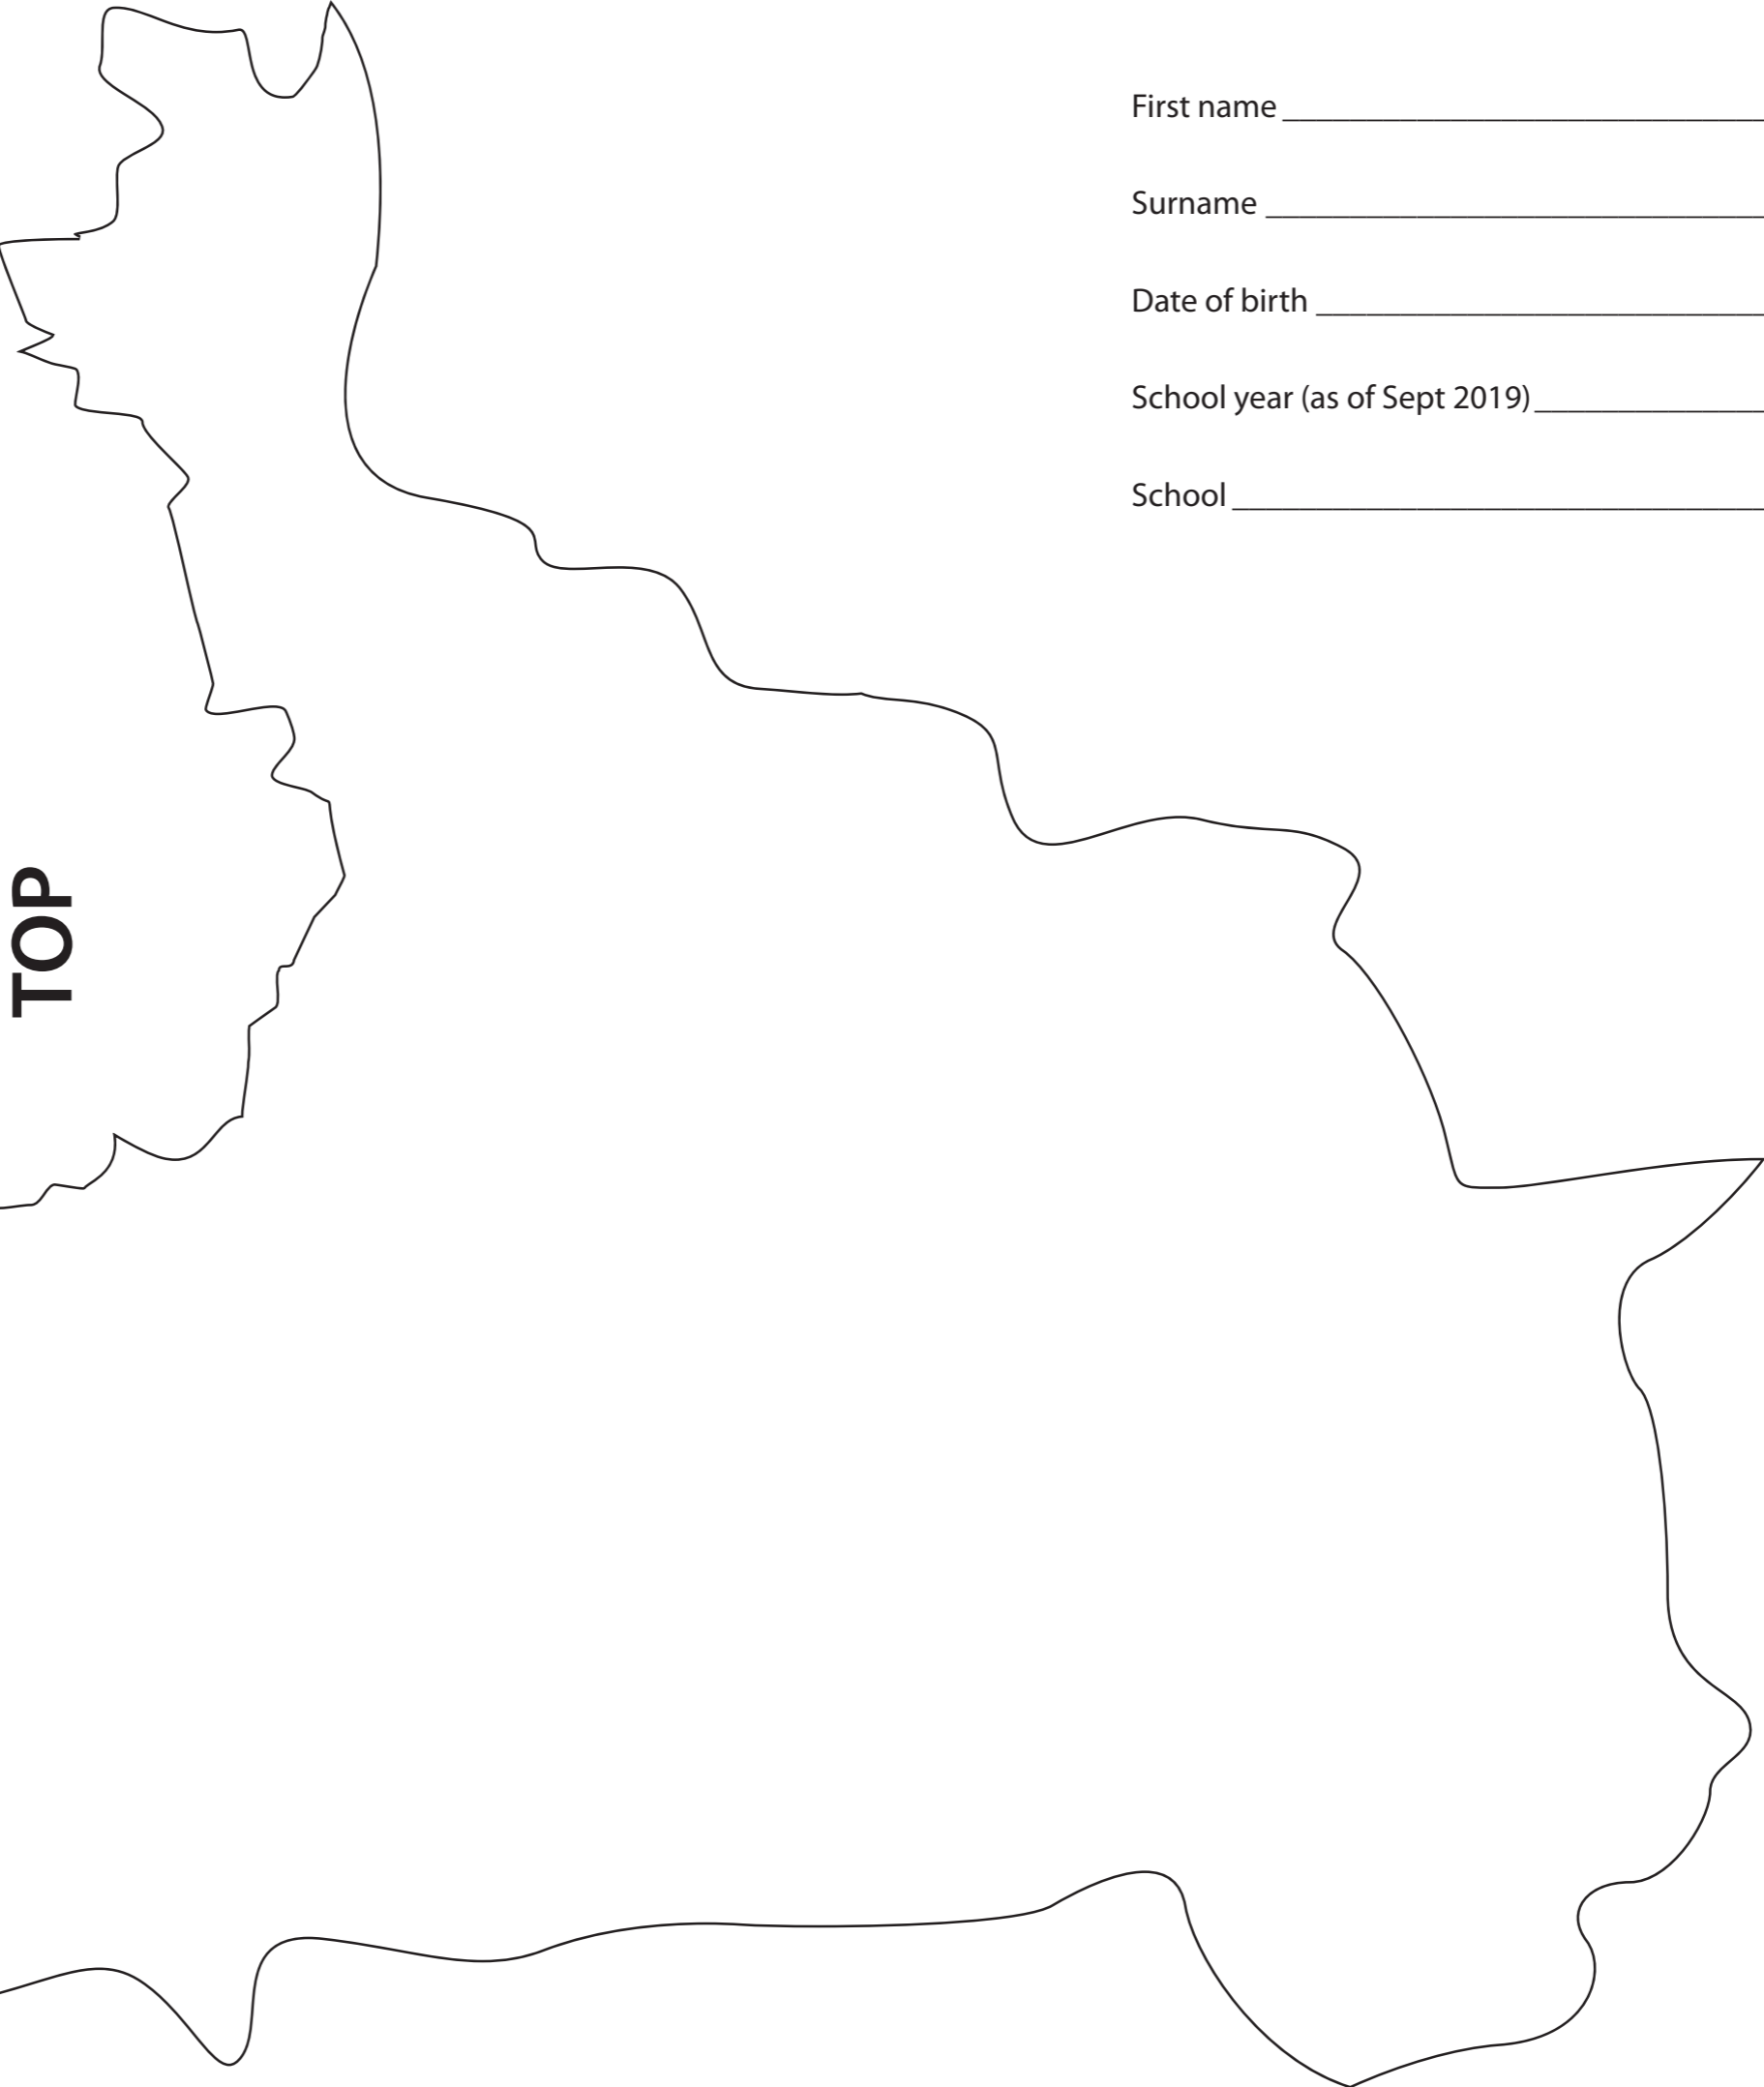 First name
Surname
Date of birth
School year (as of Sept 2019)
School
TOP